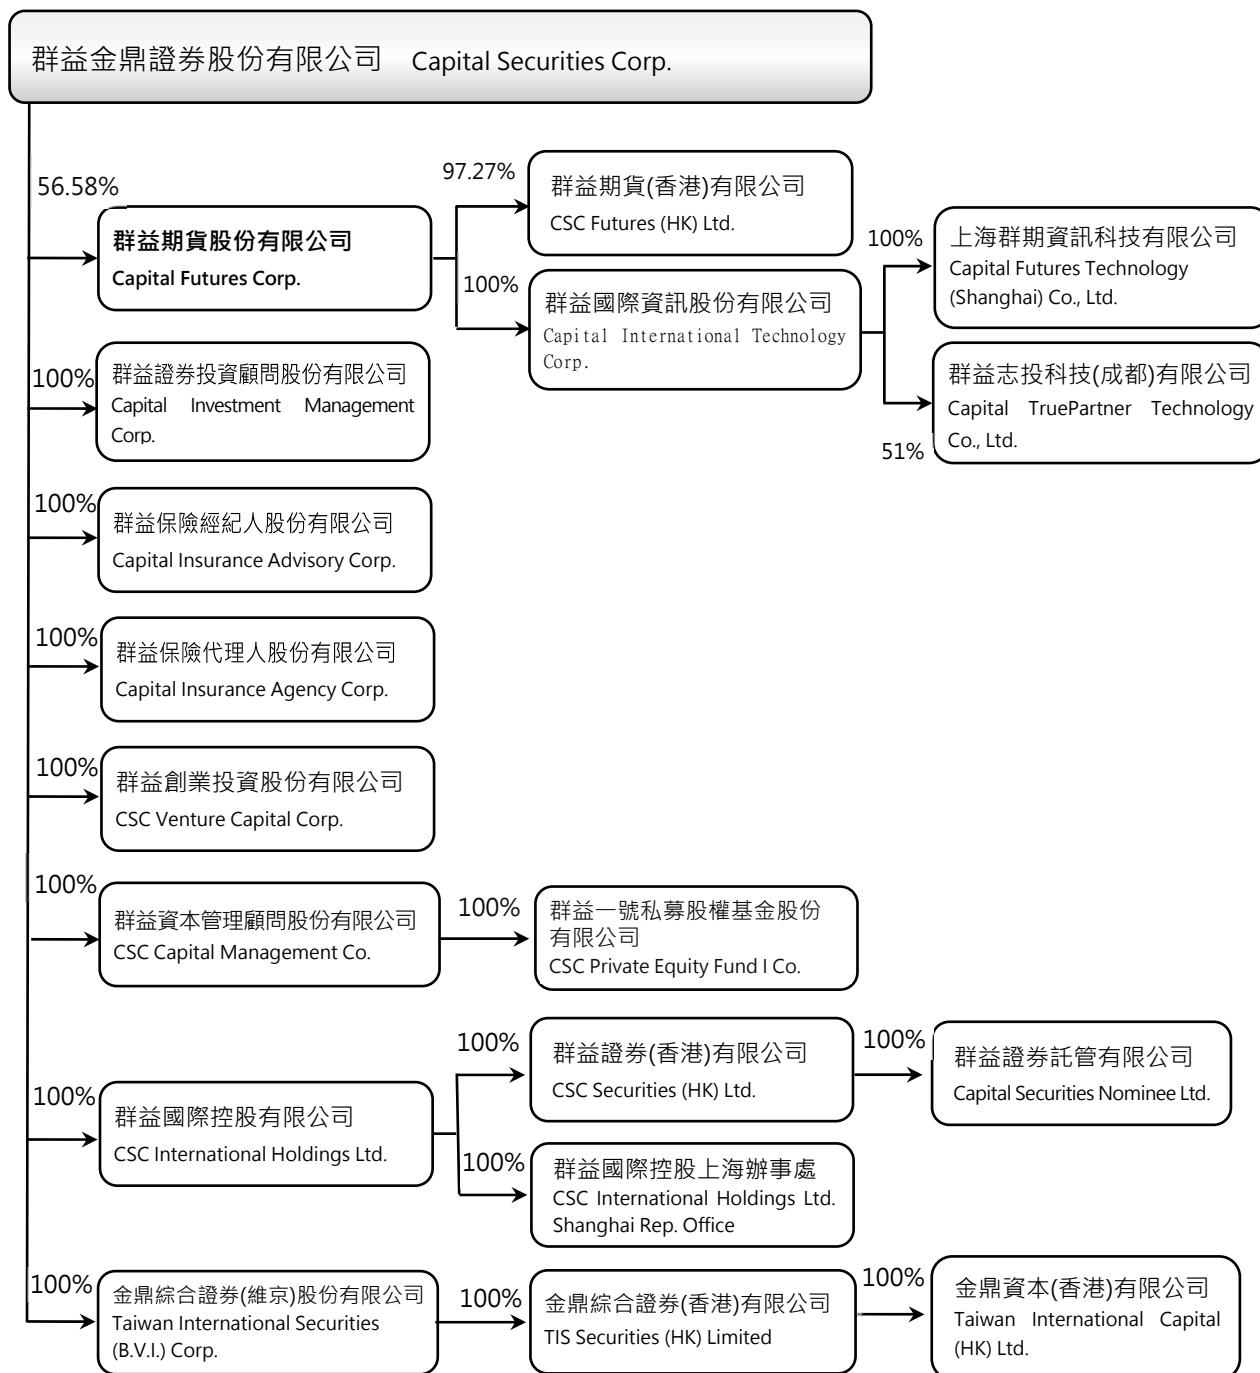 群益金鼎證券股份有限公司 Capital Securities Corp.
56.58%
群益期貨股份有限公司
Capital Futures Corp.
97.27%
群益期貨(香港)有限公司
CSC Futures (HK) Ltd.
100%
群益國際資訊股份有限公司
Capital International Technology
Corp.
100%
上海群期資訊科技有限公司
Capital Futures Technology
(Shanghai) Co., Ltd.
群益志投科技(成都)有限公司
Capital TruePartner Technology
Co., Ltd.
51%
100%
群益證券投資顧問股份有限公司
Capital Investment Management
Corp.
100%
群益保險經紀人股份有限公司
Capital Insurance Advisory Corp.
100%
群益保險代理人股份有限公司
Capital Insurance Agency Corp.
100%
群益創業投資股份有限公司
CSC Venture Capital Corp.
100%
群益資本管理顧問股份有限公司
CSC Capital Management Co.
100%
群益一號私募股權基金股份
有限公司
CSC Private Equity Fund I Co.
100%
群益國際控股有限公司
CSC International Holdings Ltd.
100%
群益證券(香港)有限公司
CSC Securities (HK) Ltd.
100%
群益證券託管有限公司
Capital Securities Nominee Ltd.
100%
群益國際控股上海辦事處
CSC International Holdings Ltd.
Shanghai Rep. Office
100%
金鼎綜合證券(維京)股份有限公司
Taiwan International Securities
(B.V.I.) Corp.
100%
金鼎綜合證券(香港)有限公司
TIS Securities (HK) Limited
100%
金鼎資本(香港)有限公司
Taiwan International Capital
(HK) Ltd.